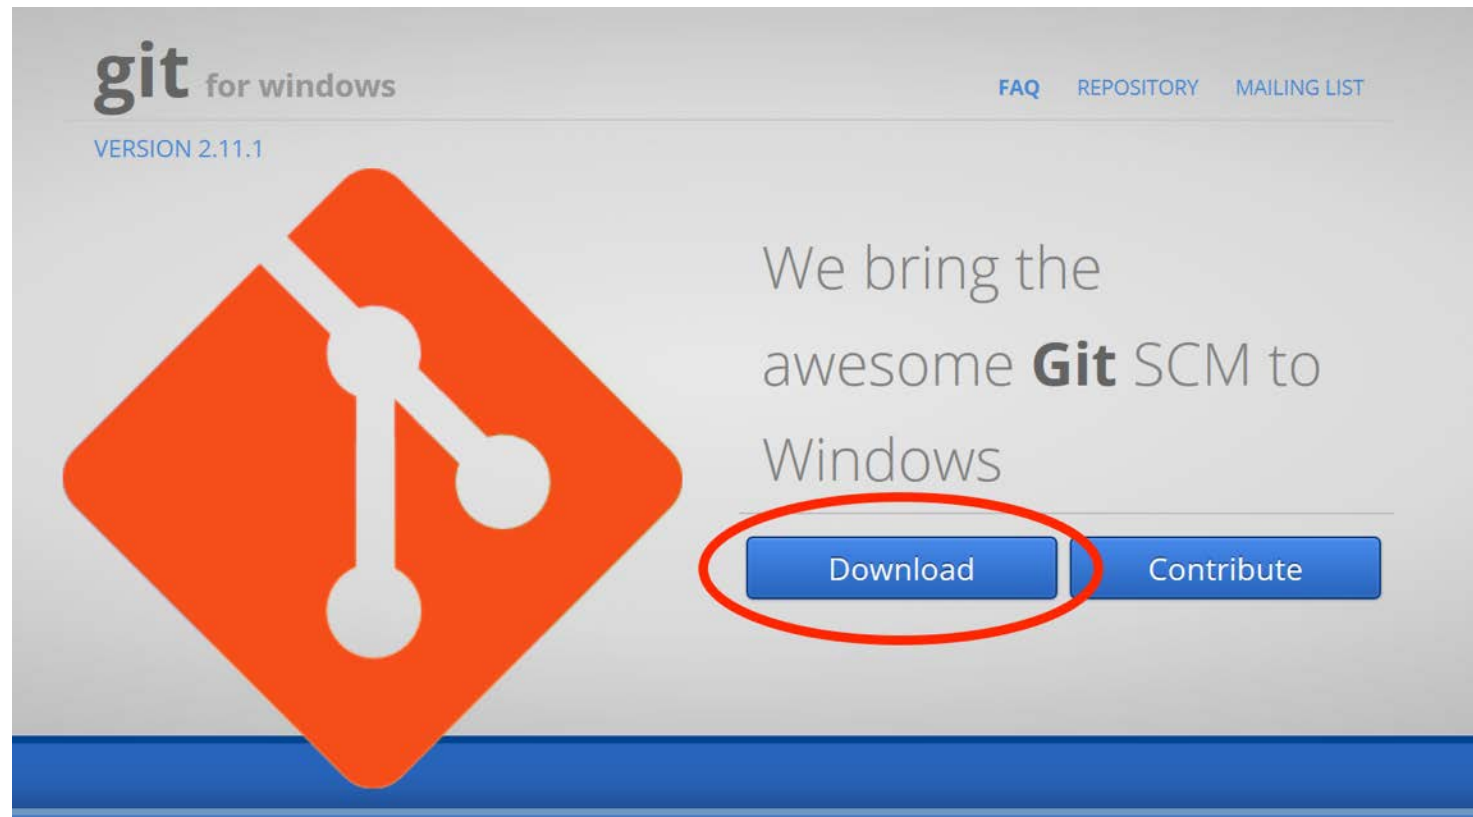 git for windows
FAQ REPOSITORY MAILING LIST
VERSION 2.11.1
We bring the
awesome Git SCM to
Windows
Download Contribute